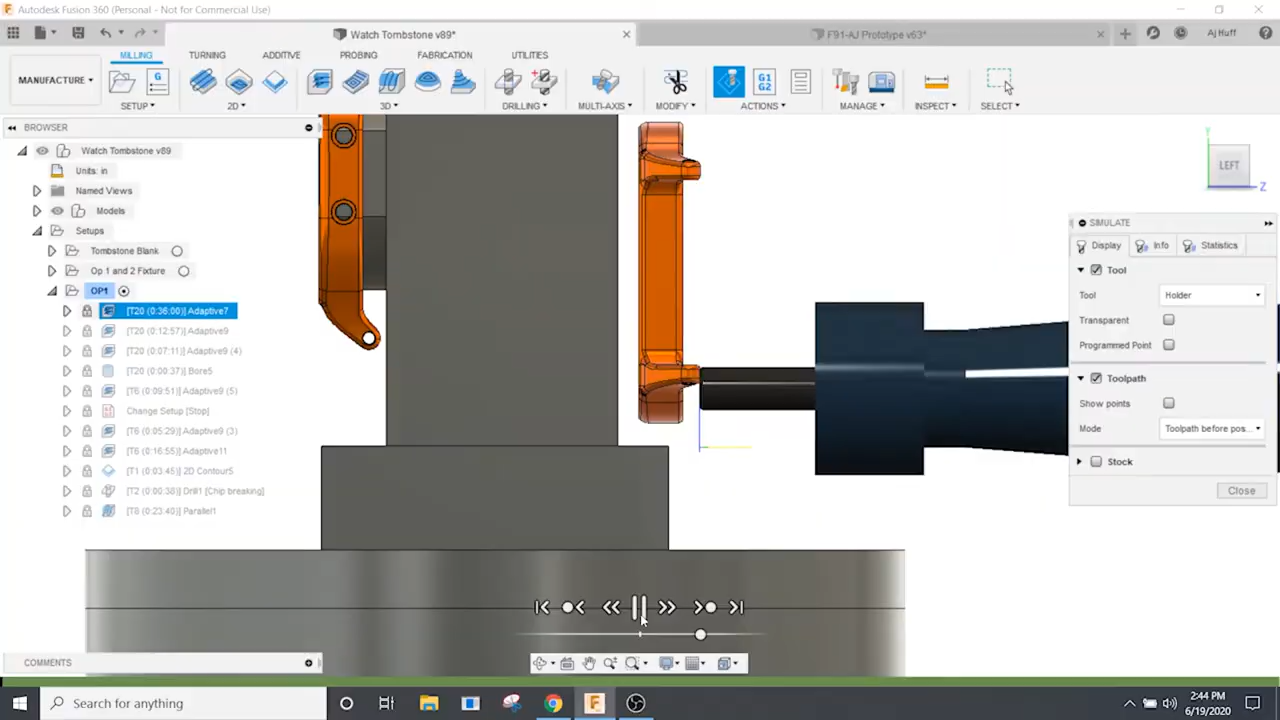 Autodesk Fusion 360 (Personal - Not for Commercial Use)
Watch Tombstone v89*
F91-AJ Prototype v63*
AJ Huff
MILLING TURNING ADDITIVE PROBING FABRICATION UTILITIES
MANUFACTURE
G
G1
G2
SETUP 2D 3D DRILLING MULTI-AXIS MODIFY ACTIONS MANAGE INSPECT SELECT
BROWSER
Watch Tombstone v89
Units: in
Named Views
Models
Setups
Tombstone Blank
Op 1 and 2 Fixture
OP1
[T20 (0:36:00)] Adaptive7
[T20 (0:12:57)] Adaptive9
[T20 (0:07:11)] Adaptive9 (4)
[T20 (0:00:37)] Bore5
[T6 (0:09:51)] Adaptive9 (5)
Change Setup [Stop]
[T6 (0:05:29)] Adaptive9 (3)
[T6 (0:16:55)] Adaptive11
[T1 (0:03:45)] 2D Contour5
[T2 (0:00:38)] Drill1 [Chip breaking]
[T8 (0:23:40)] Parallel1
Y
LEFT
Z
SIMULATE
Display Info Statistics
Tool
Tool Holder
Transparent
Programmed Point
Toolpath
Show points
Mode Toolpath before pos...
Stock
Close
COMMENTS
Search for anything
2:44 PM
6/19/2020